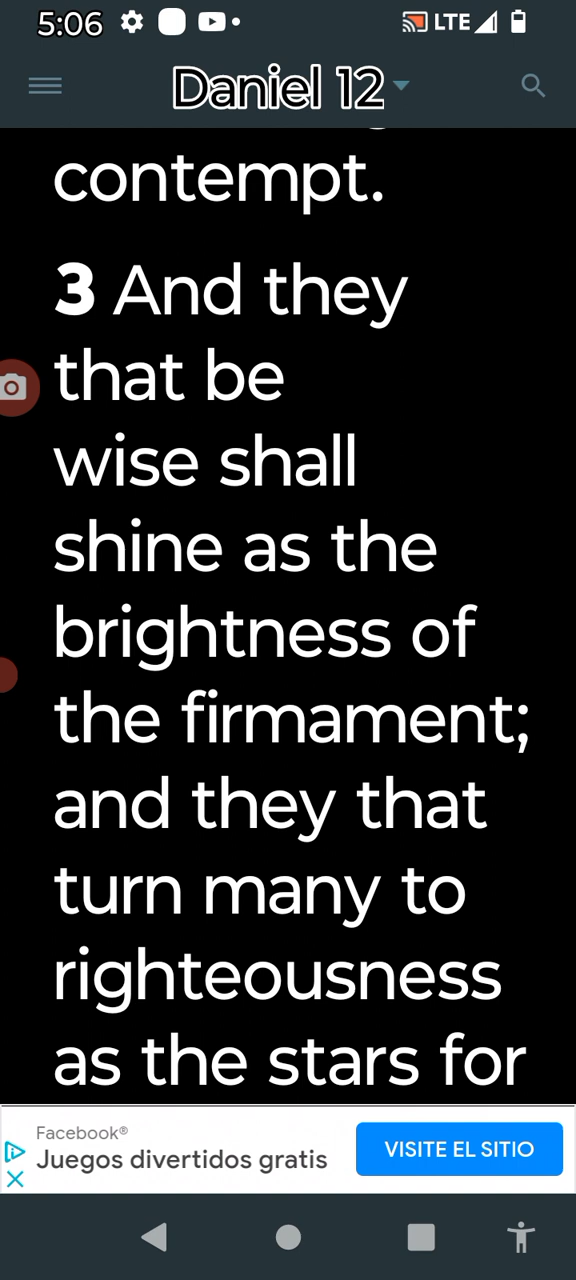 5:06 LTE
Daniel 12
contempt.
3 And they
that be
wise shall
shine as the
brightness of
the firmament;
and they that
turn many to
righteousness
as the stars for
Facebook®
Juegos divertidos gratis
VISITE EL SITIO